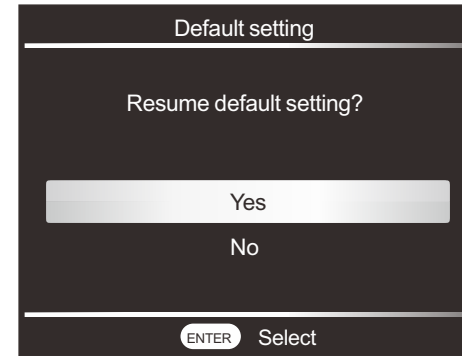 Default setting
Resume default setting?
Yes
No
ENTER Select